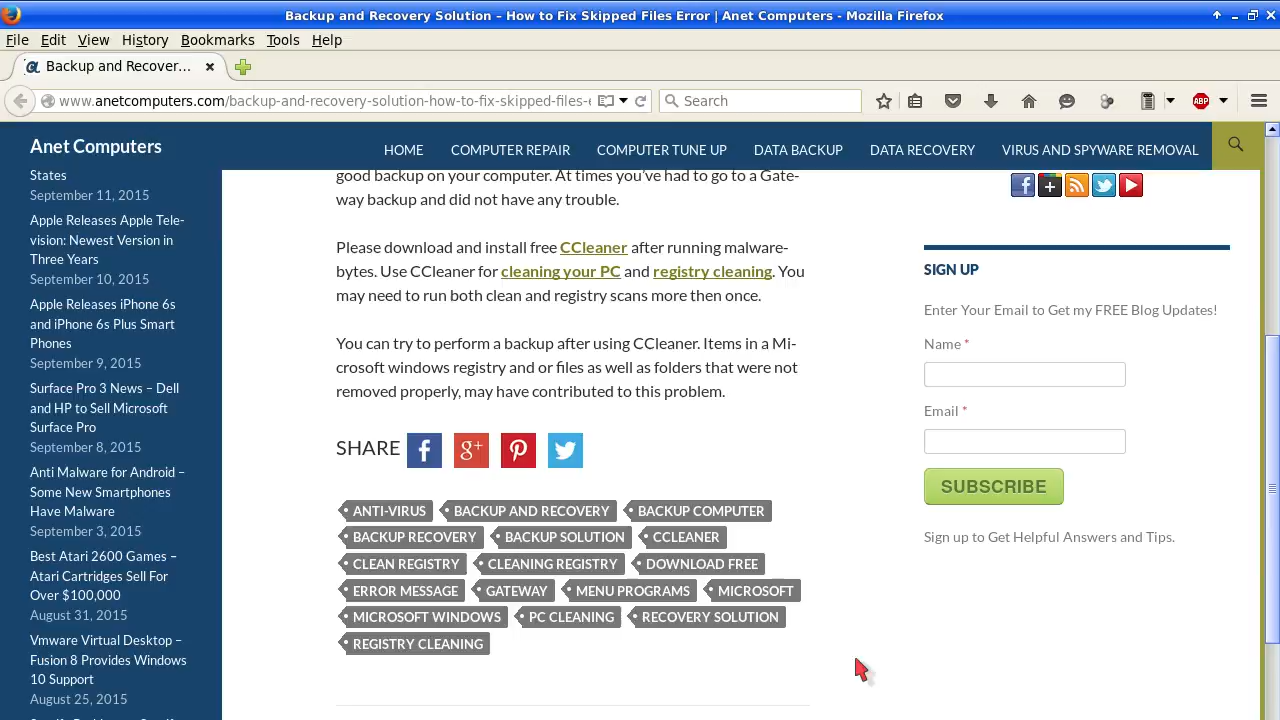 Backup and Recovery Solution – How to Fix Skipped Files Error | Anet Computers - Mozilla Firefox
File Edit View History Bookmarks Tools Help
Backup and Recover...
www.anetcomputers.com/backup-and-recovery-solution-how-to-fix-skipped-files-e
Search
ABP
Anet Computers
HOME COMPUTER REPAIR COMPUTER TUNE UP DATA BACKUP DATA RECOVERY VIRUS AND SPYWARE REMOVAL
States
September 11, 2015
Apple Releases Apple Tele-
vision: Newest Version in
Three Years
September 10, 2015
Apple Releases iPhone 6s
and iPhone 6s Plus Smart
Phones
September 9, 2015
Surface Pro 3 News – Dell
and HP to Sell Microsoft
Surface Pro
September 8, 2015
Anti Malware for Android –
Some New Smartphones
Have Malware
September 3, 2015
Best Atari 2600 Games –
Atari Cartridges Sell For
Over $100,000
August 31, 2015
Vmware Virtual Desktop –
Fusion 8 Provides Windows
10 Support
August 25, 2015
good backup on your computer. At times you've had to go to a Gate-
way backup and did not have any trouble.
Please download and install free CCleaner after running malware-
bytes. Use CCleaner for cleaning your PC and registry cleaning. You
may need to run both clean and registry scans more then once.
You can try to perform a backup after using CCleaner. Items in a Mi-
crosoft windows registry and or files as well as folders that were not
removed properly, may have contributed to this problem.
SHARE
ANTI-VIRUS BACKUP AND RECOVERY BACKUP COMPUTER
BACKUP RECOVERY BACKUP SOLUTION CCLEANER
CLEAN REGISTRY CLEANING REGISTRY DOWNLOAD FREE
ERROR MESSAGE GATEWAY MENU PROGRAMS MICROSOFT
MICROSOFT WINDOWS PC CLEANING RECOVERY SOLUTION
REGISTRY CLEANING
SIGN UP
Enter Your Email to Get my FREE Blog Updates!
Name *
Email *
SUBSCRIBE
Sign up to Get Helpful Answers and Tips.